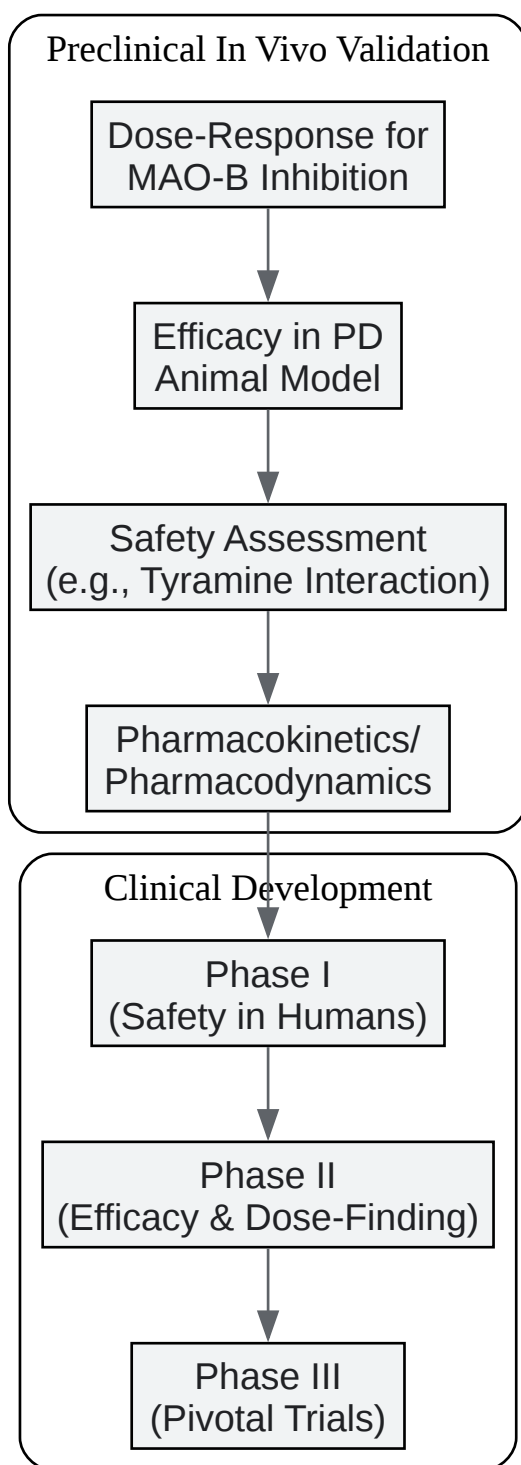 Preclinical In Vivo Validation
Dose-Response for
MAO-B Inhibition
Efficacy in PD
Animal Model
Safety Assessment
(e.g., Tyramine Interaction)
Pharmacokinetics/
Pharmacodynamics
Clinical Development
Phase I
(Safety in Humans)
Phase II
(Efficacy & Dose-Finding)
Phase III
(Pivotal Trials)